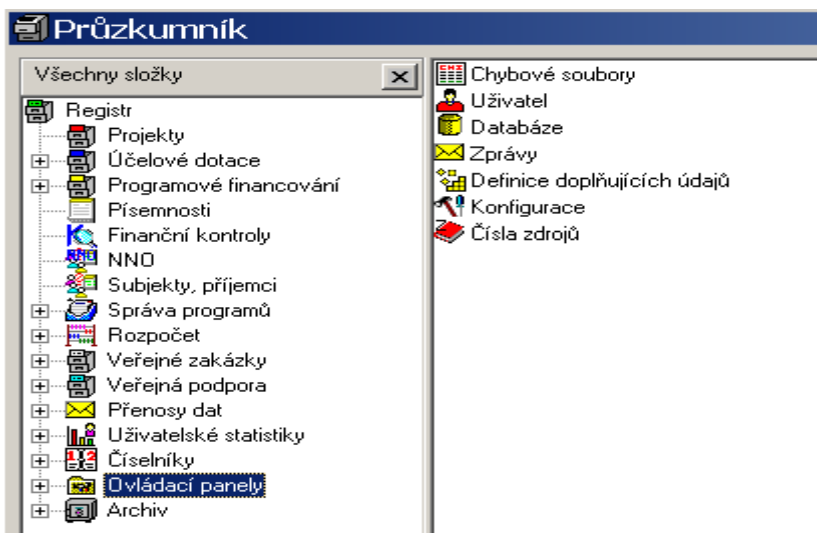 Průzkumník
Všechny složky
Registr
Projekty
Účelové dotace
Programové financování
Písemnosti
Finanční kontroly
NNO
Subjekty, příjemci
Správa programů
Rozpočet
Veřejné zakázky
Veřejná podpora
Přenosy dat
Uživatelské statistiky
Číselníky
Ovládací panely
Archiv
Chybové soubory
Uživatel
Databáze
Zprávy
Definice doplňujících údajů
Konfigurace
Čísla zdrojů